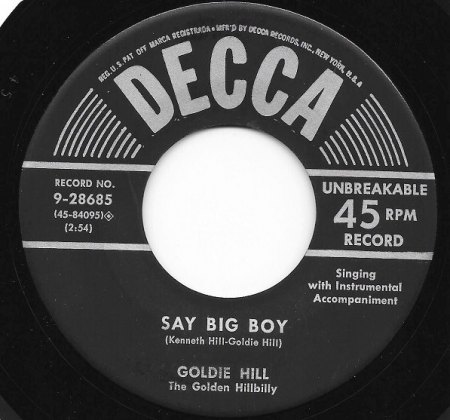 REG. U.S. PAT OFF MARCA REGISTRADA • MF'D BY DECCA RECORDS, INC., NEW YORK, U.S.A
DECCA
RECORD NO.
9-28685
(45-84095)
(2:54)
UNBREAKABLE
45 RPM
RECORD
Singing
with Instrumental
Accompaniment
SAY BIG BOY
(Kenneth Hill-Goldie Hill)
GOLDIE HILL
The Golden Hillbilly